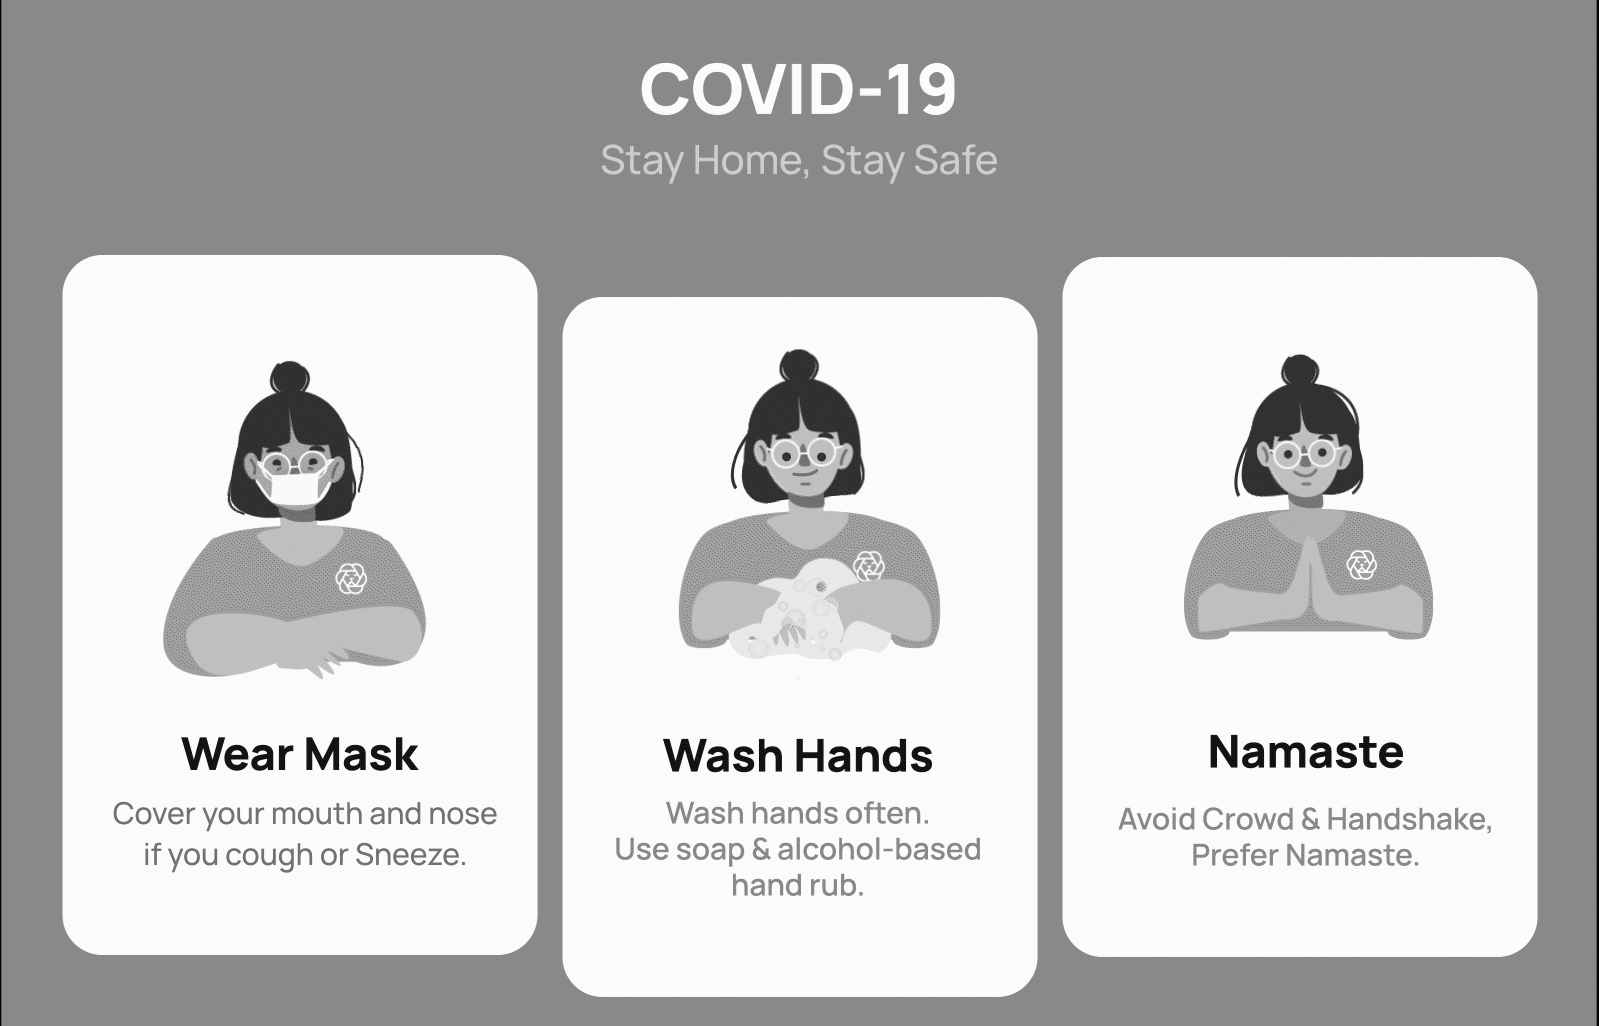 COVID-19
Stay Home, Stay Safe
Wear Mask
Cover your mouth and nose
if you cough or Sneeze.
Wash Hands
Wash hands often.
Use soap & alcohol-based
hand rub.
Namaste
Avoid Crowd & Handshake,
Prefer Namaste.